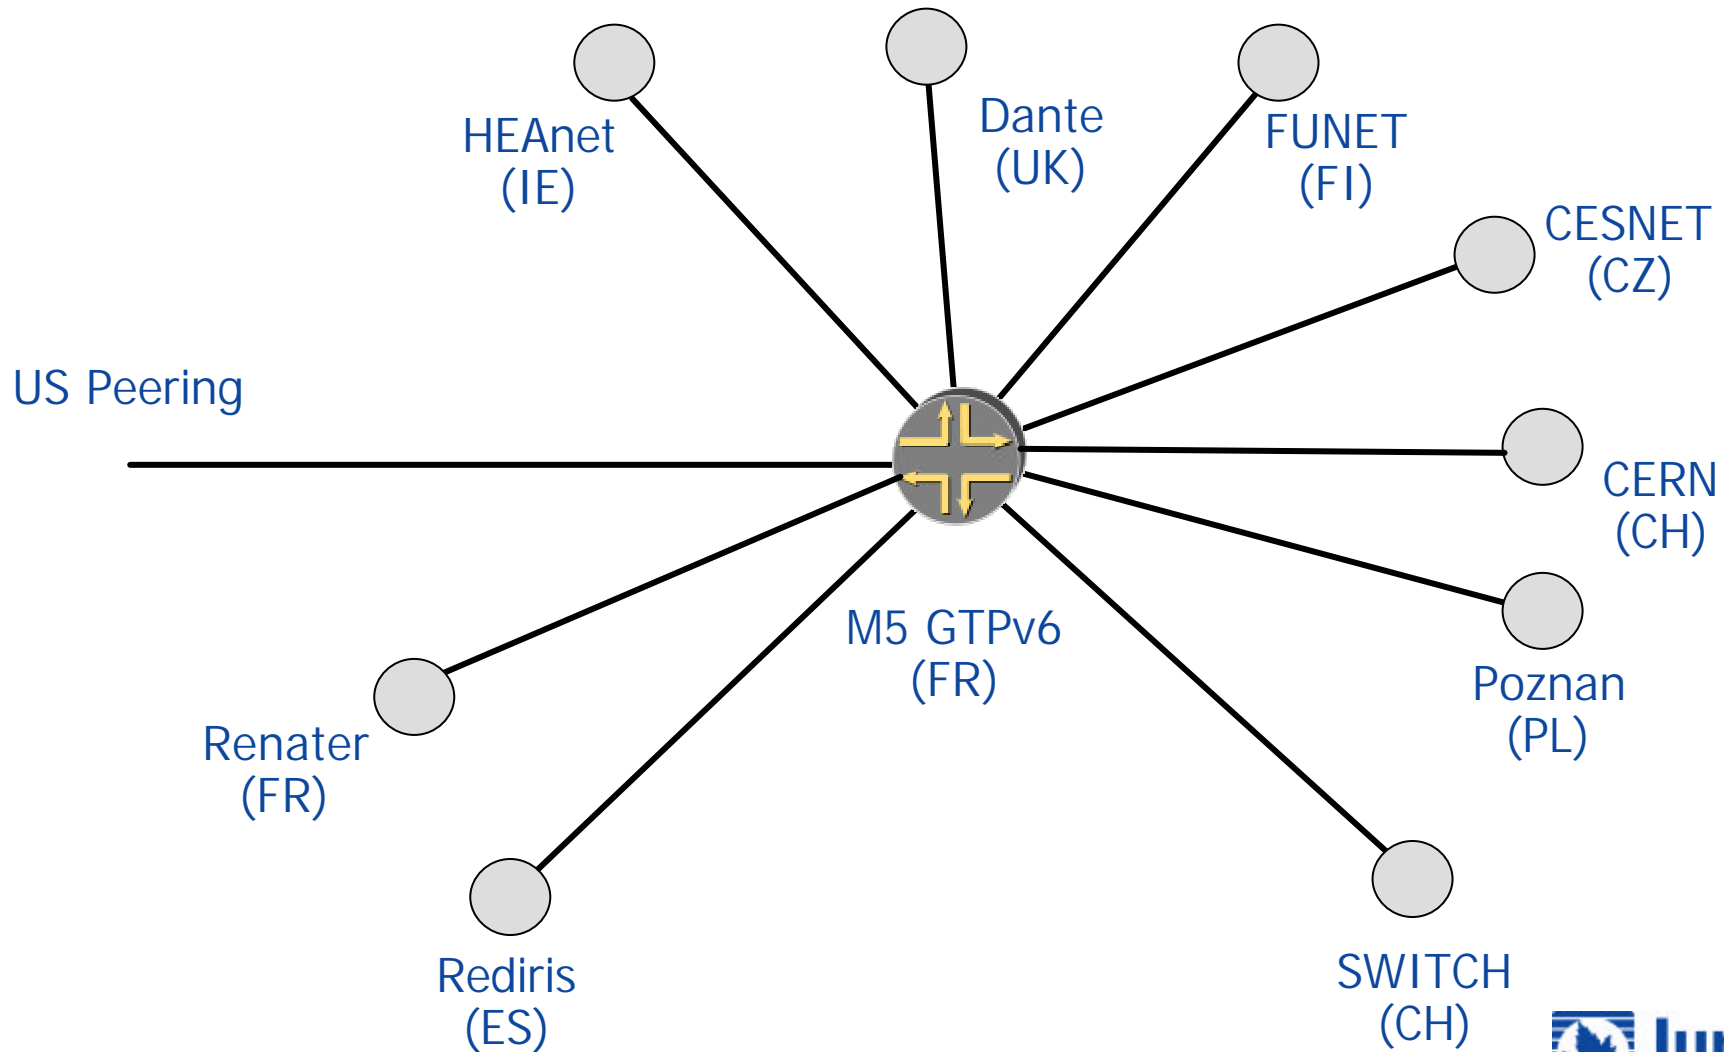 HEAnet
(IE)
Dante
(UK)
FUNET
(FI)
CESNET
(CZ)
US Peering
CERN
(CH)
M5 GTPv6
(FR)
Poznan
(PL)
Renater
(FR)
Rediris
(ES)
SWITCH
(CH)